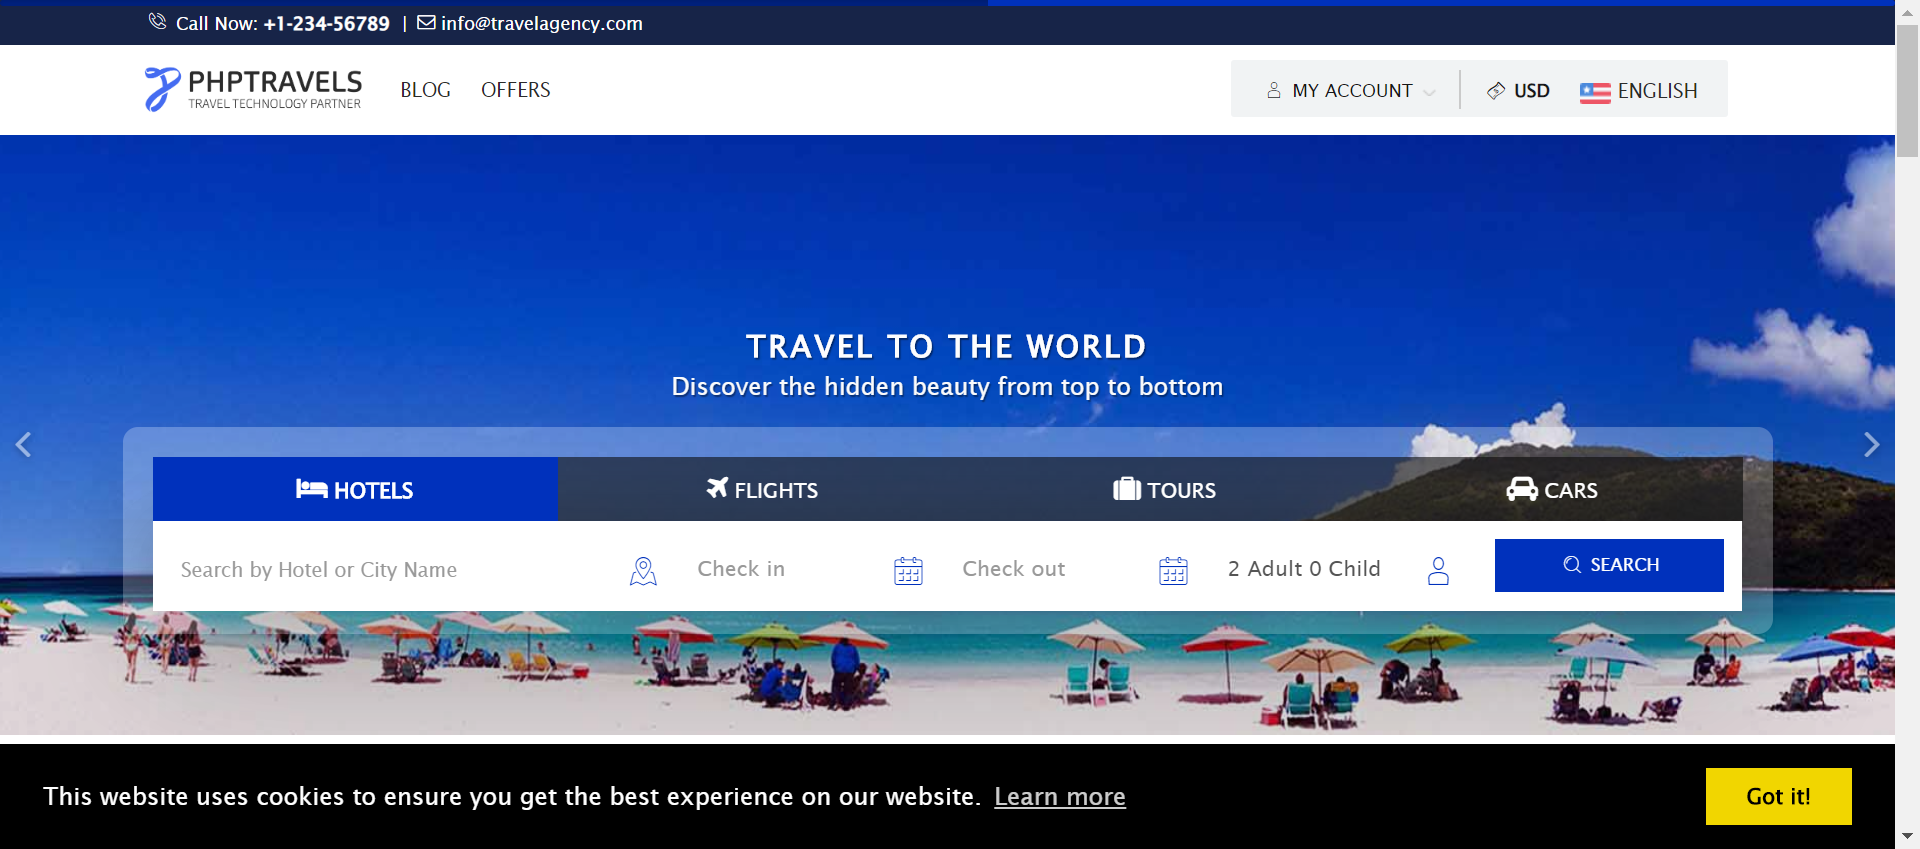 Call Now: +1-234-56789 | info@travelagency.com
PHPTRAVELS
TRAVEL TECHNOLOGY PARTNER
BLOG OFFERS
MY ACCOUNT USD ENGLISH
TRAVEL TO THE WORLD
Discover the hidden beauty from top to bottom
HOTELS FLIGHTS TOURS CARS
Search by Hotel or City Name Check in Check out 2 Adult 0 Child SEARCH
This website uses cookies to ensure you get the best experience on our website. Learn more Got it!